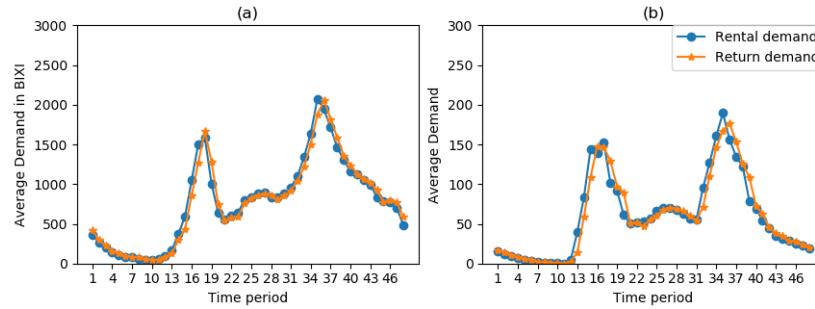 (a)
Average Demand in BIXI
3000
2500
2000
1500
1000
500
0
1 4 7 10 13 16 19 22 25 28 31 34 37 40 43 46
Time period
(b)
Rental demand
Return demand
Average Demand
300
250
200
150
100
50
0
1 4 7 10 13 16 19 22 25 28 31 34 37 40 43 46
Time period